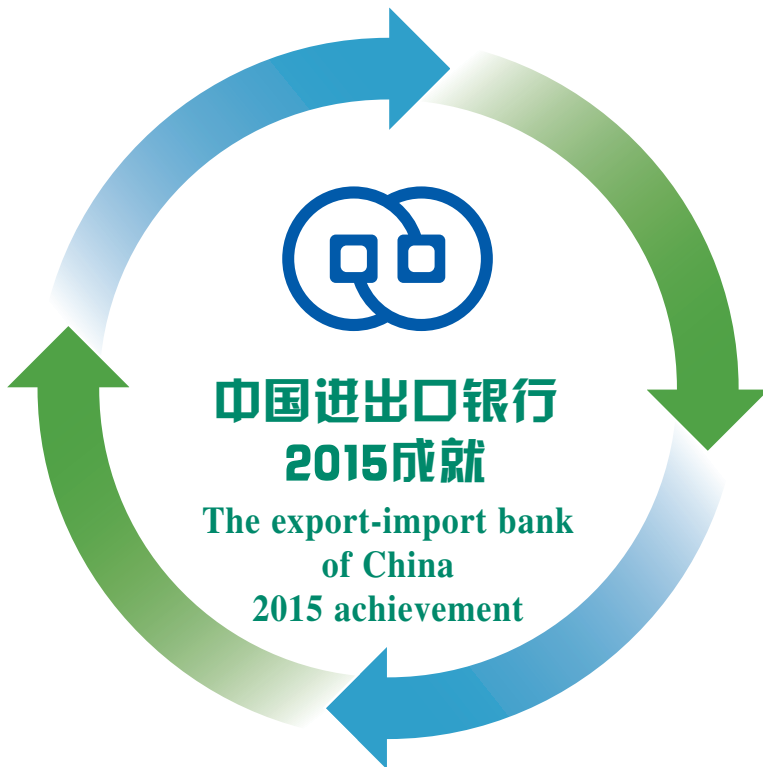 中国进出口银行
2015成就
The export-import bank
of China
2015 achievement